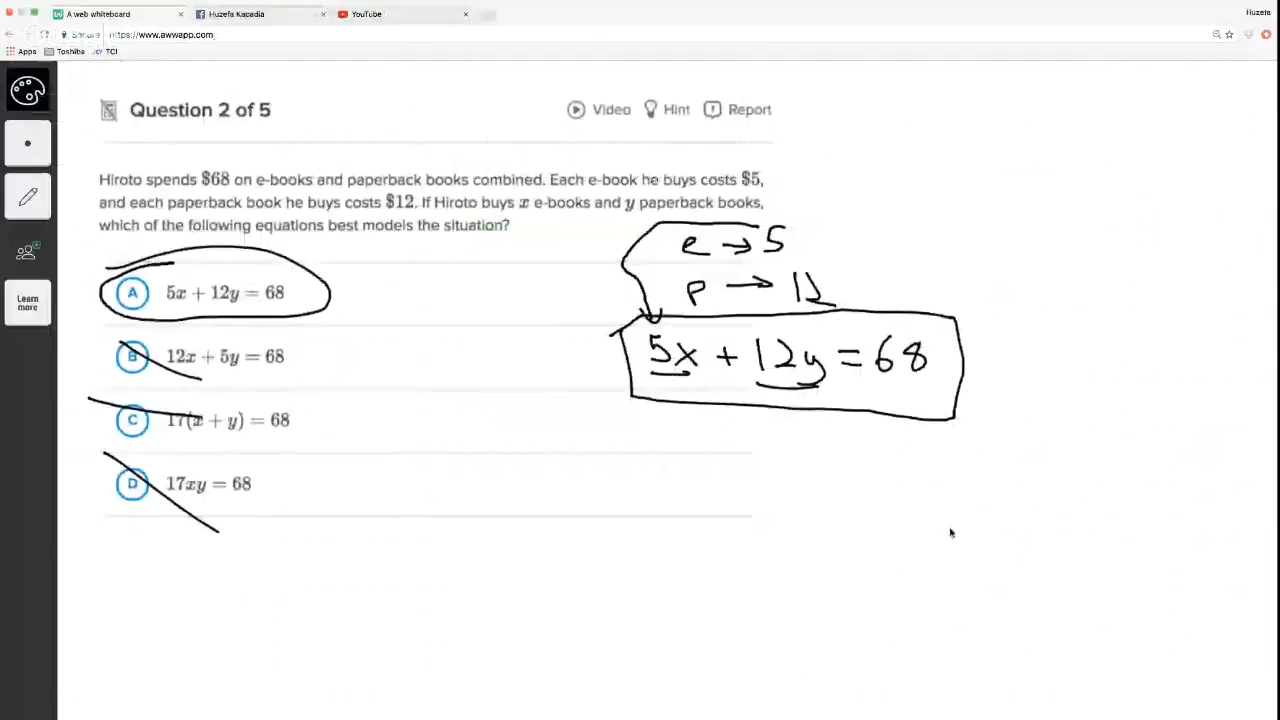 A web whiteboard
Huzefa Kapadia
YouTube
Huzefa
Secure https://www.awwapp.com
Apps Toshiba TCI
Question 2 of 5
Video Hint Report
Hiroto spends $68 on e-books and paperback books combined. Each e-book he buys costs $5,
and each paperback book he buys costs $12. If Hiroto buys x e-books and y paperback books,
which of the following equations best models the situation?
A 5x + 12y = 68
B 12x + 5y = 68
C 17(x + y) = 68
D 17xy = 68
e → 5
p → 12
5x + 12y = 68
Learn
more